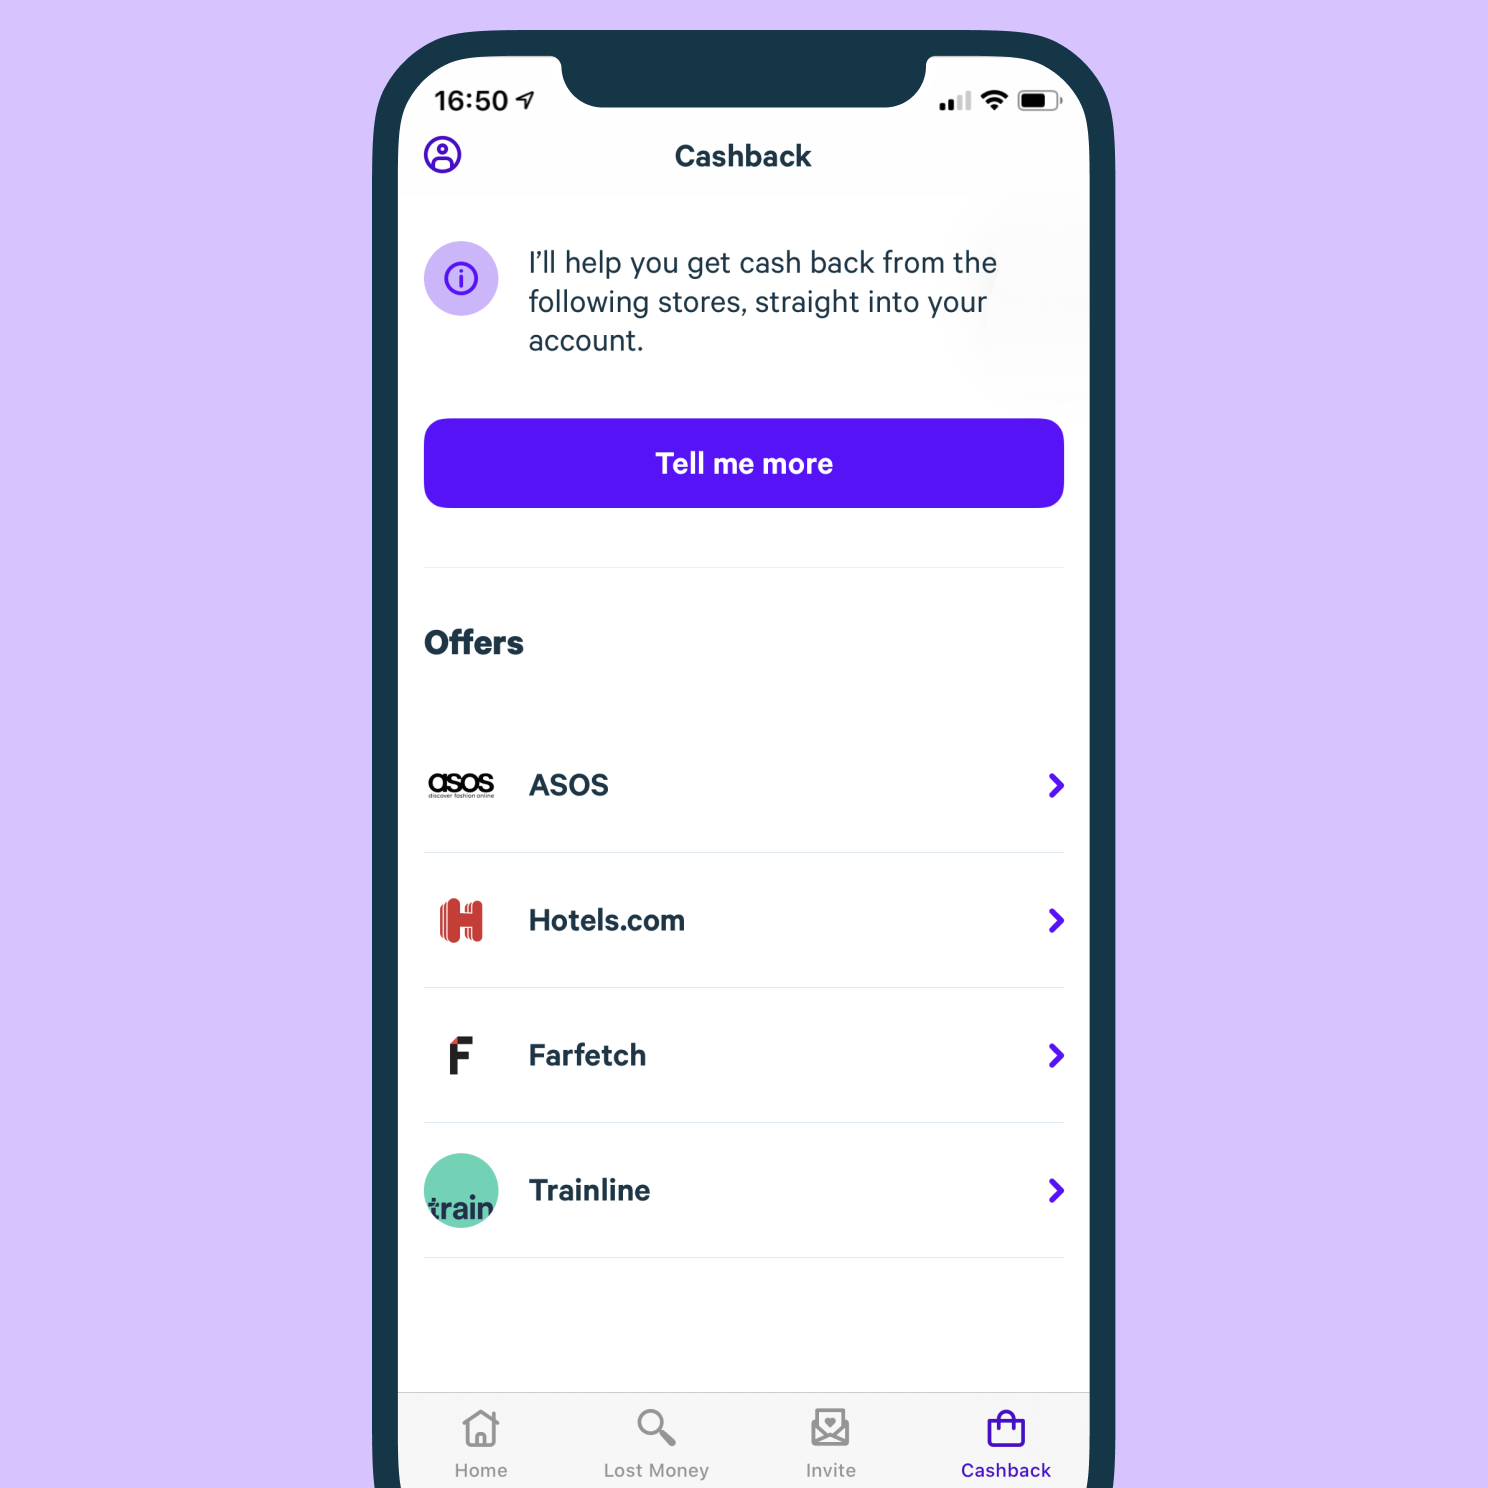 16:50
Cashback
I’ll help you get cash back from the
following stores, straight into your
account.
Tell me more
Offers
asos
discover fashion online
ASOS
Hotels.com
Farfetch
train
Trainline
Home
Lost Money
Invite
Cashback